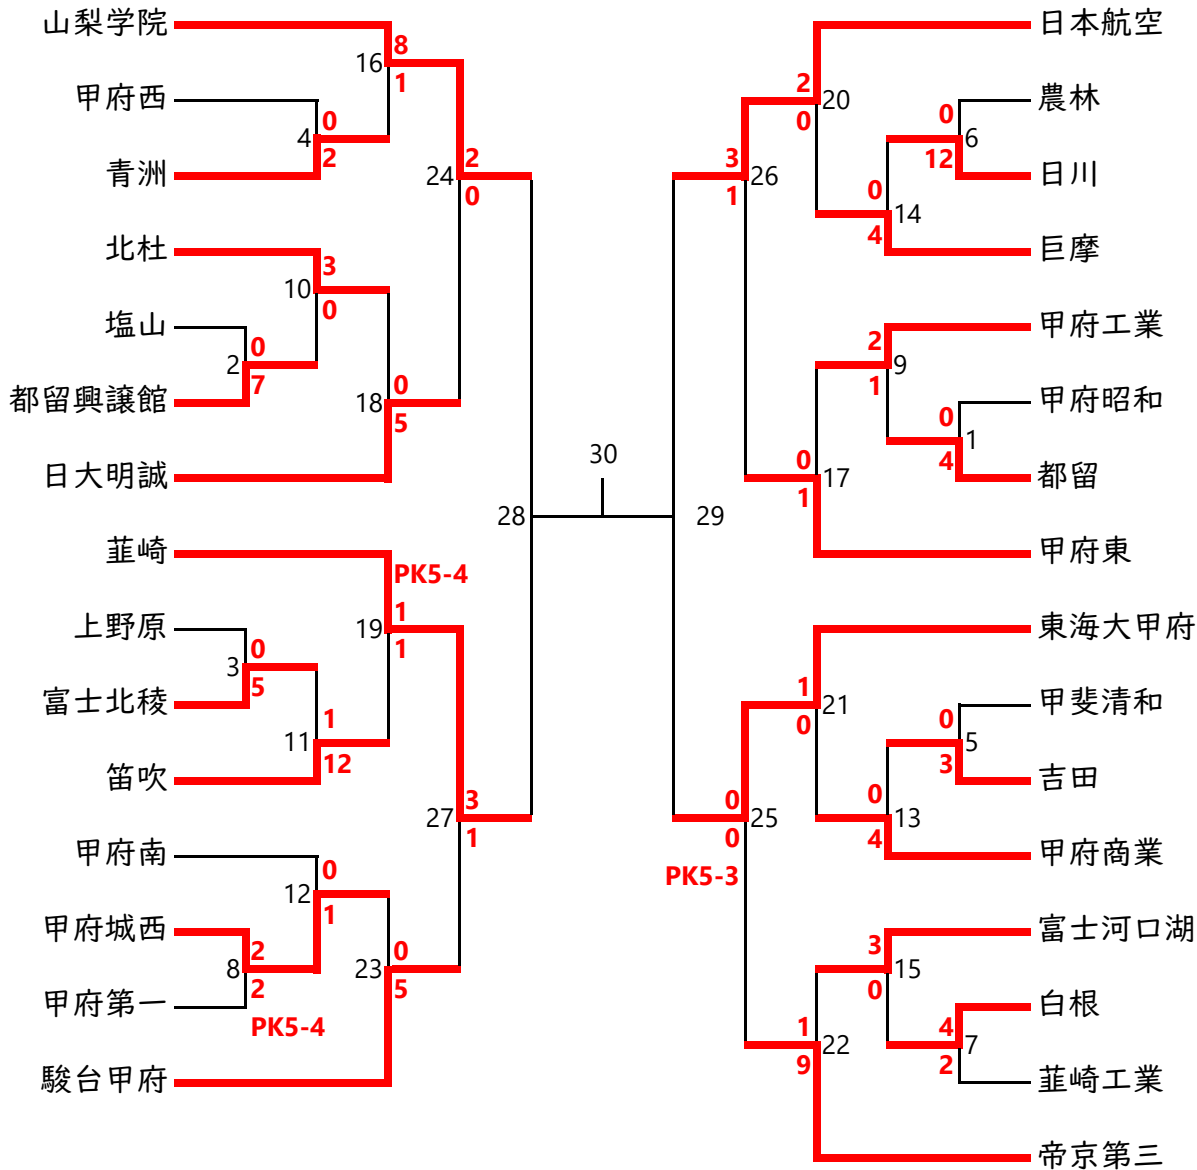 山梨学院
8
16
1
甲府西
0
4
2
青洲
2
24
0
北杜
3
10
0
塩山
0
2
7
都留興譲館
0
18
5
日大明誠
韮崎
PK5-4
1
19
1
上野原
0
3
5
富士北稜
1
11
12
笛吹
3
27
1
甲府南
0
12
1
甲府城西
2
8
2
甲府第一
PK5-4
0
23
5
駿台甲府
28
30
29
日本航空
2
20
0
農林
0
6
12
日川
3
26
1
0
14
4
巨摩
甲府工業
2
9
1
甲府昭和
0
1
4
都留
0
17
1
甲府東
東海大甲府
1
21
0
甲斐清和
0
5
3
吉田
0
13
4
甲府商業
0
25
0
PK5-3
富士河口湖
3
15
0
白根
4
7
2
韮崎工業
1
22
9
帝京第三